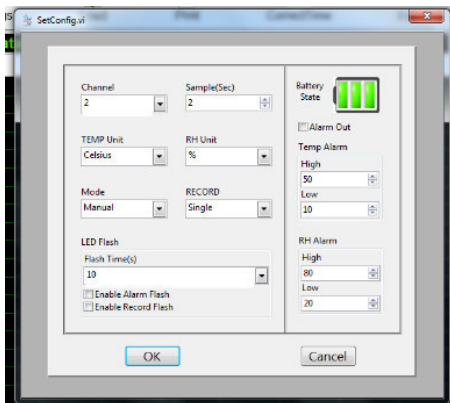 Print
CorrectTime
SetConfig.vi
Channel
2
Sample(Sec)
2
TEMP Unit
Celsius
RH Unit
%
Mode
Manual
RECORD
Single
LED Flash
Flash Time(s)
10
Enable Alarm Flash
Enable Record Flash
Battery
State
Alarm Out
Temp Alarm
High
50
Low
10
RH Alarm
High
80
Low
20
OK
Cancel